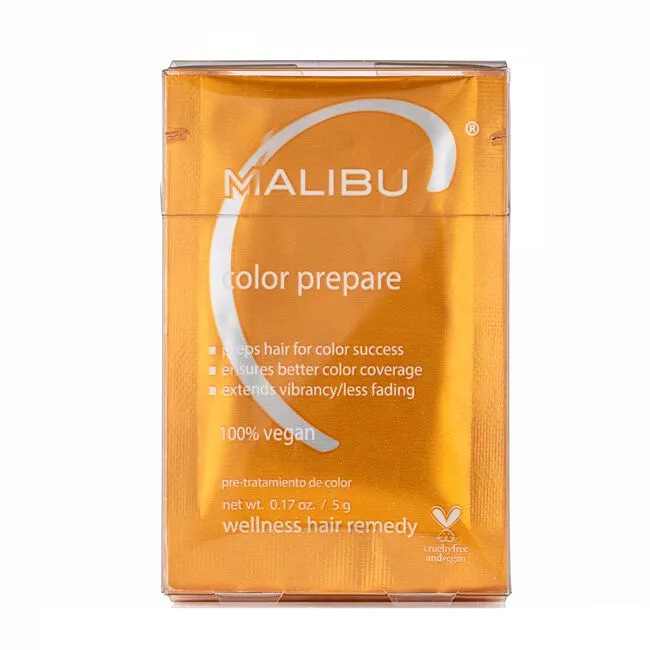 MALIBU ®
color prepare
▪ preps hair for color success
▪ ensures better color coverage
▪ extends vibrancy/less fading
100% vegan
pre-tratamiento de color
net wt. 0.17 oz. / 5 g
wellness hair remedy
crueltyfree
andvegan